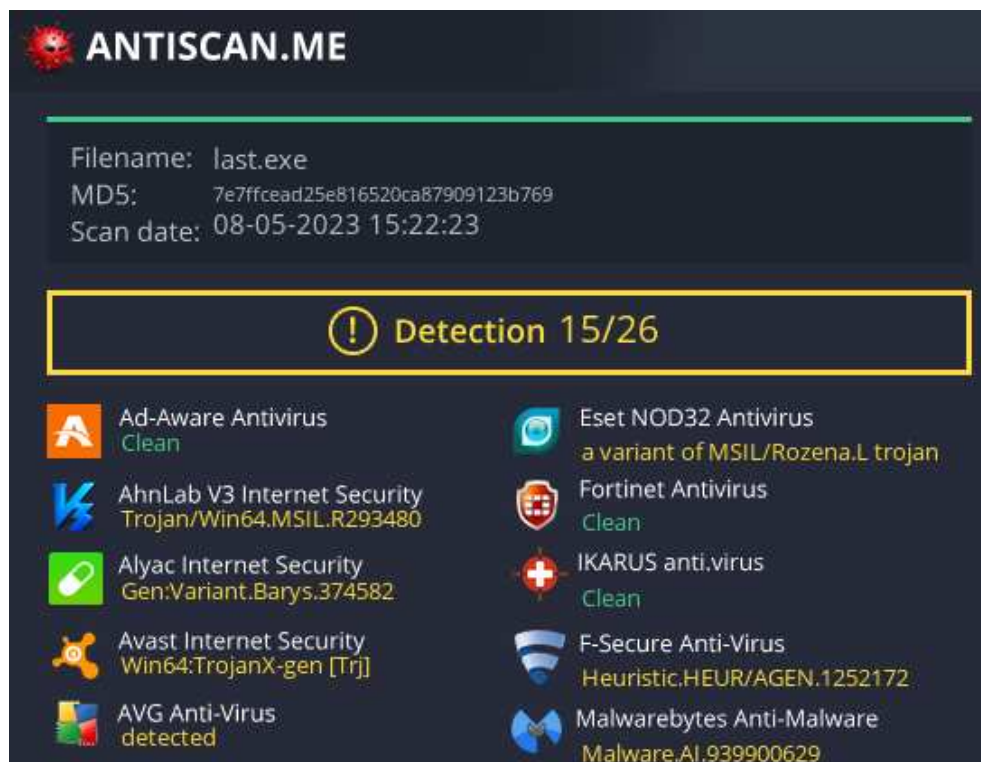 ANTISCAN.ME
Filename: last.exe
MD5: 7e7ffcead25e816520ca87909123b769
Scan date: 08-05-2023 15:22:23
Detection 15/26
Ad-Aware Antivirus
Clean
AhnLab V3 Internet Security
Trojan/Win64.MSIL.R293480
Alyac Internet Security
Gen:Variant.Barys.374582
Avast Internet Security
Win64:TrojanX-gen [Trj]
AVG Anti-Virus
detected
Eset NOD32 Antivirus
a variant of MSIL/Rozena.L trojan
Fortinet Antivirus
Clean
IKARUS anti.virus
Clean
F-Secure Anti-Virus
Heuristic.HEUR/AGEN.1252172
Malwarebytes Anti-Malware
Malware.AI.939900629